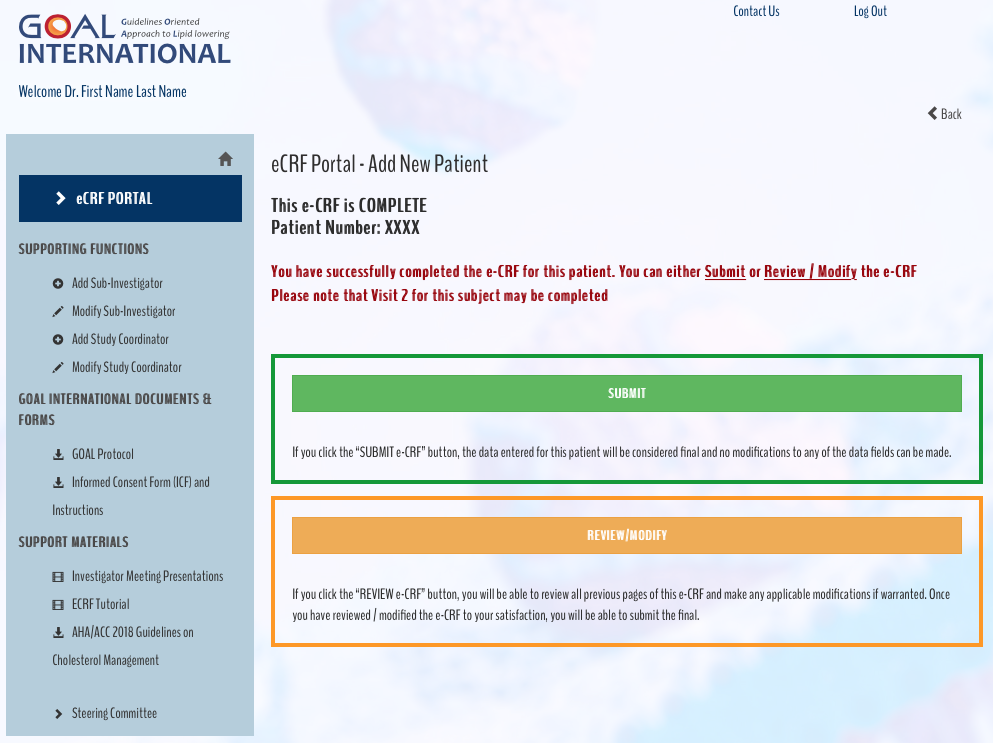 GOAL Guidelines Oriented
Approach to Lipid lowering
INTERNATIONAL
Contact Us
Log Out
Welcome Dr. First Name Last Name
Back
eCRF PORTAL
SUPPORTING FUNCTIONS
Add Sub-Investigator
Modify Sub-Investigator
Add Study Coordinator
Modify Study Coordinator
GOAL INTERNATIONAL DOCUMENTS &
FORMS
GOAL Protocol
Informed Consent Form (ICF) and
Instructions
SUPPORT MATERIALS
Investigator Meeting Presentations
ECRF Tutorial
AHA/ACC 2018 Guidelines on
Cholesterol Management
Steering Committee
eCRF Portal - Add New Patient
This e-CRF is COMPLETE
Patient Number: XXXX
You have successfully completed the e-CRF for this patient. You can either Submit or Review / Modify the e-CRF
Please note that Visit 2 for this subject may be completed
SUBMIT
If you click the “SUBMIT e-CRF” button, the data entered for this patient will be considered final and no modifications to any of the data fields can be made.
REVIEW/MODIFY
If you click the “REVIEW e-CRF” button, you will be able to review all previous pages of this e-CRF and make any applicable modifications if warranted. Once
you have reviewed / modified the e-CRF to your satisfaction, you will be able to submit the final.